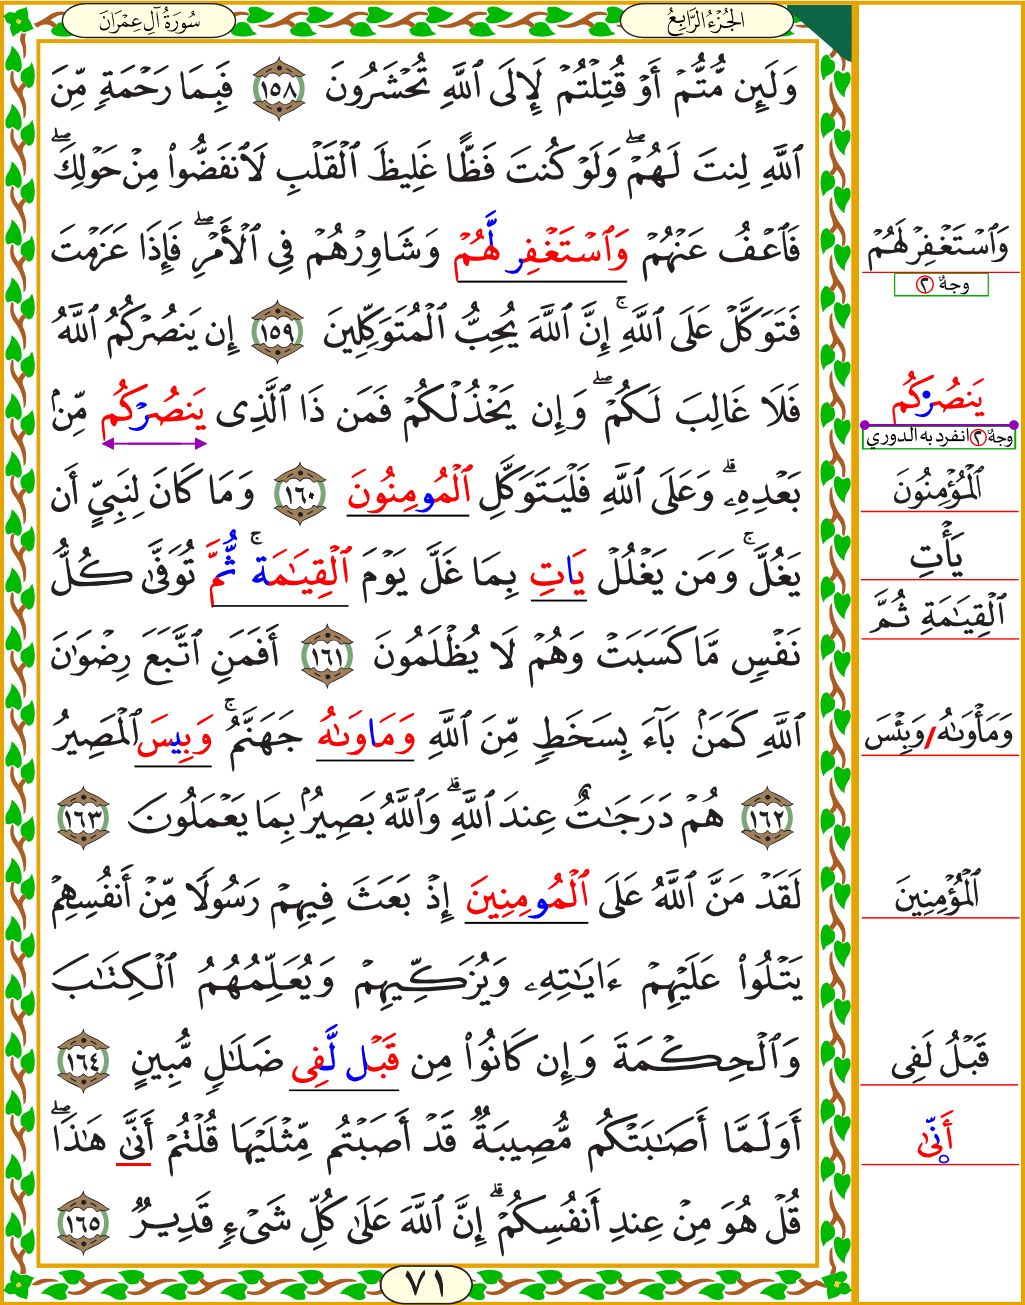 الجُزْءُ الرَّابِعُ
سُورَةُ آلِ عِمْرَانَ
وَلَئِن مُّتُّمْ أَوْ قُتِلْتُمْ لَإِلَى ٱللَّهِ تُحْشَرُونَ ١٥٨ فَبِمَا رَحْمَةٍ مِّنَ
ٱللَّهِ لِنتَ لَهُمْ ۖ وَلَوْ كُنتَ فَظًّا غَلِيظَ ٱلْقَلْبِ لَٱنفَضُّوا۟ مِنْ حَوْلِكَ ۖ
فَٱعْفُ عَنْهُمْ وَٱسْتَغْفِر لَّهُمْ وَشَاوِرْهُمْ فِى ٱلْأَمْرِ ۖ فَإِذَا عَزَمْتَ
وَٱسْتَغْفِرْ لَهُمْ
وجهٌ ٢
فَتَوَكَّلْ عَلَى ٱللَّهِ ۚ إِنَّ ٱللَّهَ يُحِبُّ ٱلْمُتَوَكِّلِينَ ١٥٩ إِن يَنصُرْكُمُ ٱللَّهُ
فَلَا غَالِبَ لَكُمْ ۖ وَإِن يَخْذُلْكُمْ فَمَن ذَا ٱلَّذِى يَنصُرْكُم مِّنۢ
يَنصُرْكُم
وجهٌ ٢ انفرد به الدوري
بَعْدِهِۦ ۗ وَعَلَى ٱللَّهِ فَلْيَتَوَكَّلِ ٱلْمُومِنُونَ ١٦٠ وَمَا كَانَ لِنَبِىٍّ أَن
ٱلْمُؤْمِنُونَ
يَغُلَّ ۚ وَمَن يَغْلُلْ يَاتِ بِمَا غَلَّ يَوْمَ ٱلْقِيَـٰمَة ۚ ثُّمَّ تُوَفَّىٰ كُلُّ
يَأْتِ
ٱلْقِيَـٰمَةِ ثُمَّ
نَفْسٍ مَّا كَسَبَتْ وَهُمْ لَا يُظْلَمُونَ ١٦١ أَفَمَنِ ٱتَّبَعَ رِضْوَٰنَ
ٱللَّهِ كَمَنۢ بَآءَ بِسَخَطٍ مِّنَ ٱللَّهِ وَمَاوَىٰهُ جَهَنَّمُ ۚ وَبِيسَ ٱلْمَصِيرُ
وَمَأْوَىٰهُ / وَبِئْسَ
١٦٢ هُمْ دَرَجَـٰتٌ عِندَ ٱللَّهِ ۗ وَٱللَّهُ بَصِيرٌۢ بِمَا يَعْمَلُونَ ١٦٣
لَقَدْ مَنَّ ٱللَّهُ عَلَى ٱلْمُومِنِينَ إِذْ بَعَثَ فِيهِمْ رَسُولًا مِّنْ أَنفُسِهِمْ
ٱلْمُؤْمِنِينَ
يَتْلُوا۟ عَلَيْهِمْ ءَايَـٰتِهِۦ وَيُزَكِّيهِمْ وَيُعَلِّمُهُمُ ٱلْكِتَـٰبَ
وَٱلْحِكْمَةَ وَإِن كَانُوا۟ مِن قَبْل لَّفِى ضَلَـٰلٍ مُّبِينٍ ١٦٤
قَبْلُ لَفِى
أَوَلَمَّآ أَصَـٰبَتْكُم مُّصِيبَةٌ قَدْ أَصَبْتُم مِّثْلَيْهَا قُلْتُمْ أَنَّىٰ هَـٰذَا ۖ
أَنَّىٰ
قُلْ هُوَ مِنْ عِندِ أَنفُسِكُمْ ۗ إِنَّ ٱللَّهَ عَلَىٰ كُلِّ شَىْءٍ قَدِيرٌ ١٦٥
٧١